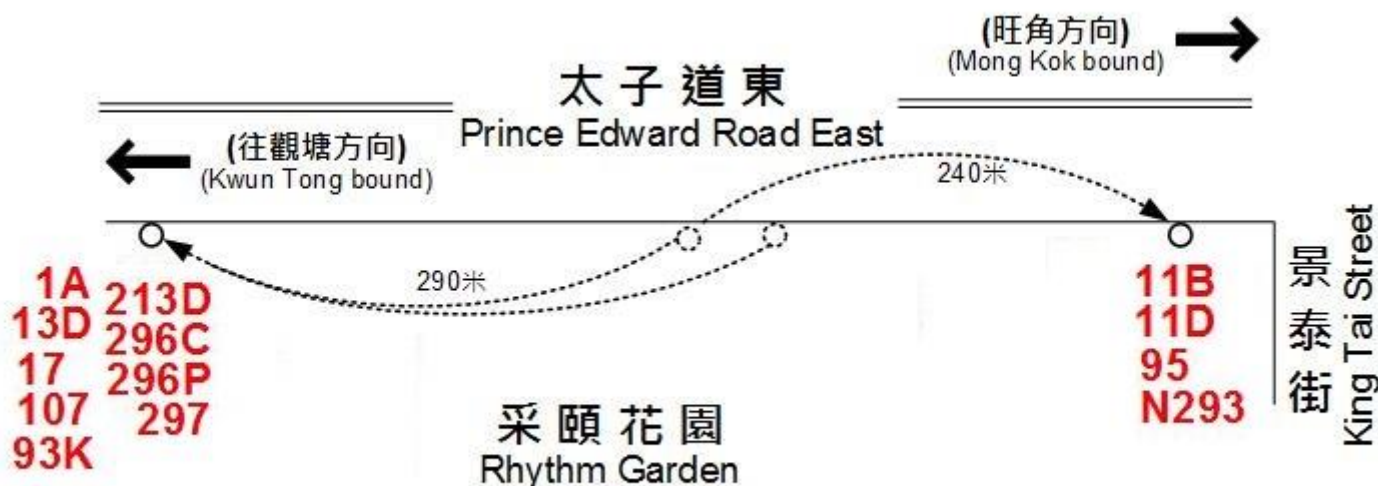 (旺角方向)
(Mong Kok bound)
太子道東
Prince Edward Road East
(往觀塘方向)
(Kwun Tong bound)
240米
290米
1A
13D
17
107
93K
213D
296C
296P
297
11B
11D
95
N293
景泰街
King Tai Street
采頤花園
Rhythm Garden